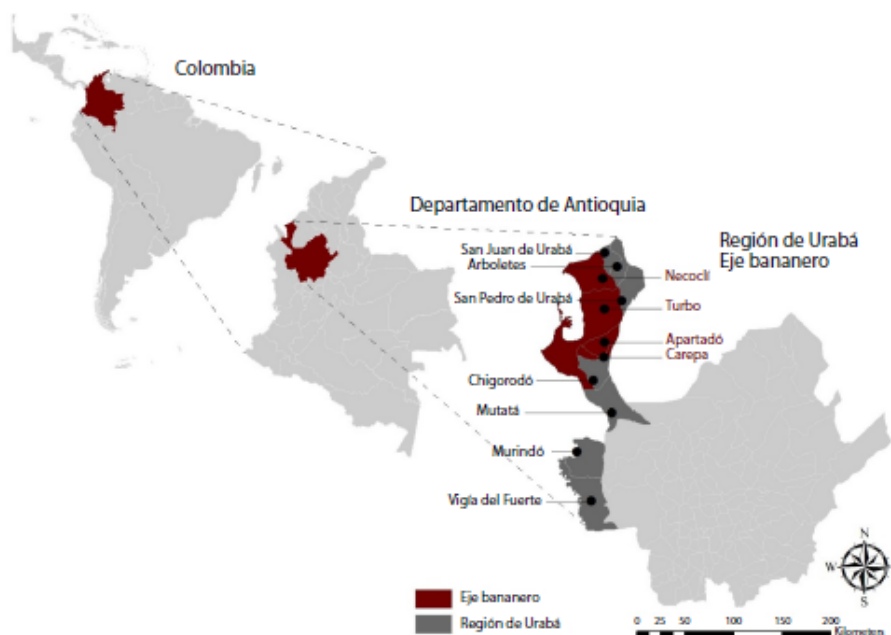 Colombia
Departamento de Antioquia
Región de Urabá
Eje bananero
San Juan de Urabá
Arboletes
Necoclí
San Pedro de Urabá
Turbo
Apartadó
Carepa
Chigorodó
Mutatá
Murindó
Vigía del Fuerte
N
W
E
S
Eje bananero
Región de Urabá
0 25 50 100 150 200
Kilometers